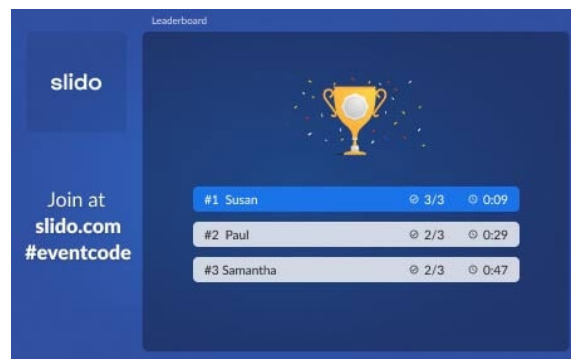 Leaderboard
slido
Join at
slido.com
#eventcode
#1 Susan 3/3 0:09
#2 Paul 2/3 0:29
#3 Samantha 2/3 0:47